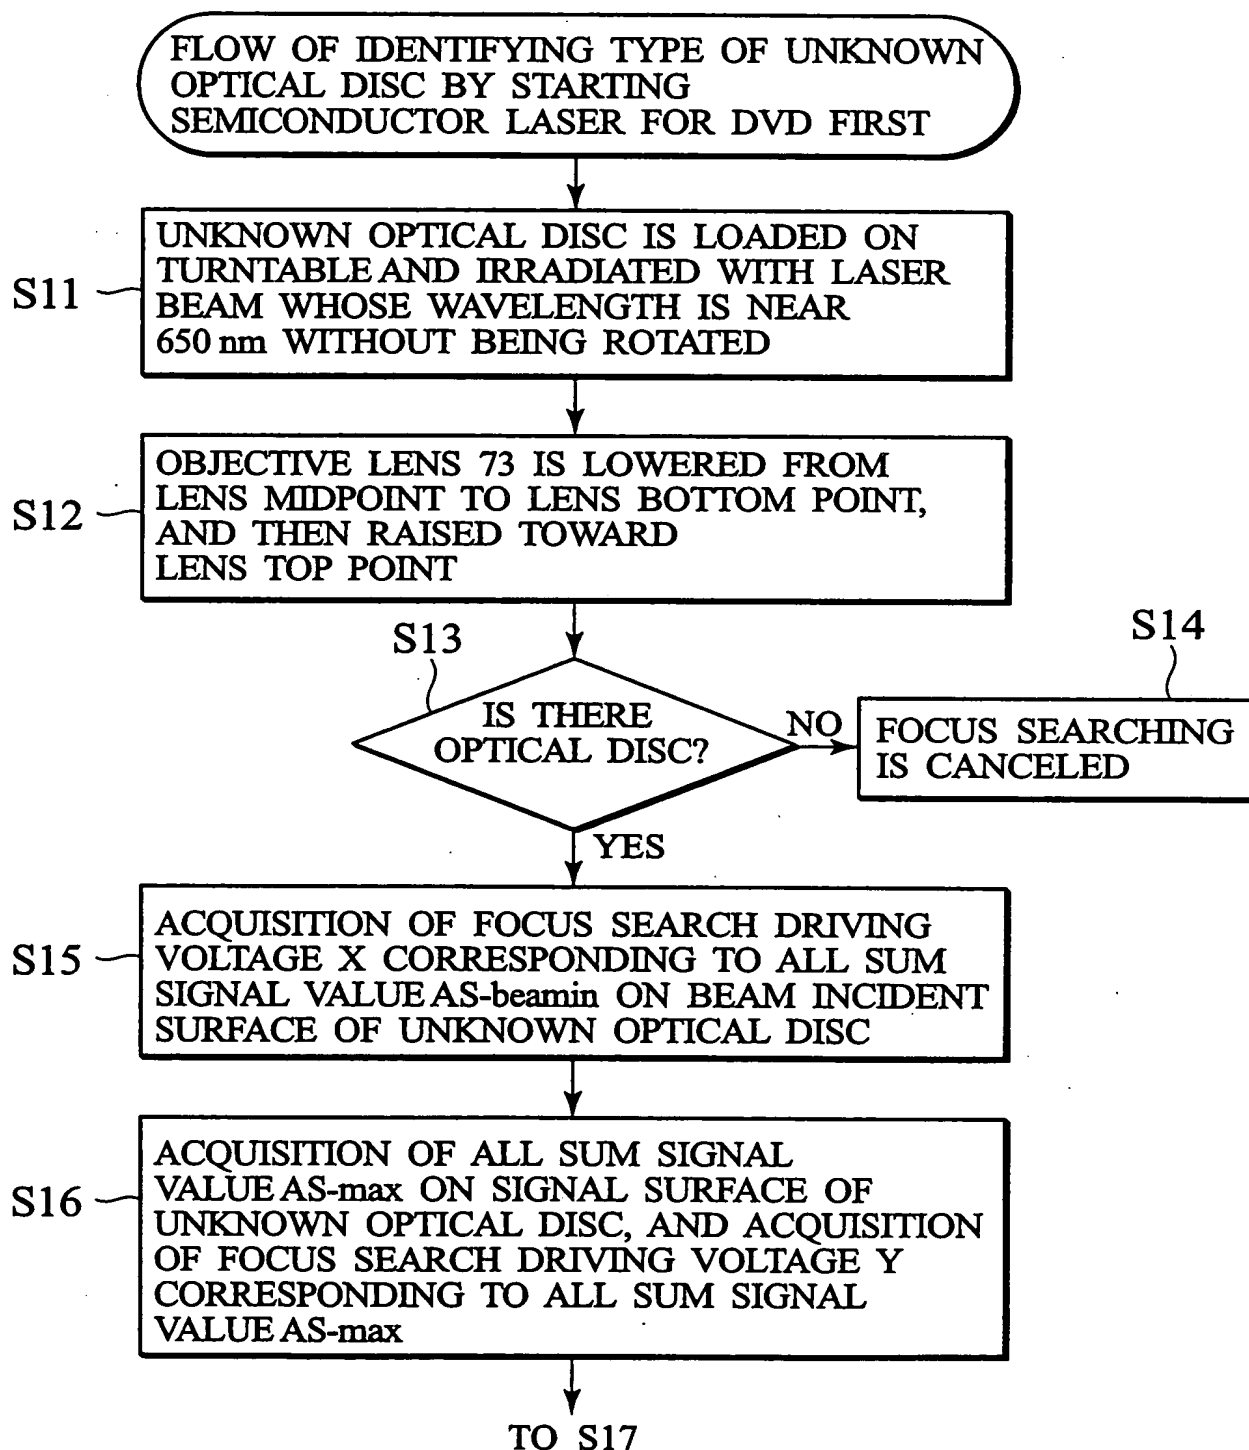 FLOW OF IDENTIFYING TYPE OF UNKNOWN
OPTICAL DISC BY STARTING
SEMICONDUCTOR LASER FOR DVD FIRST
S11
UNKNOWN OPTICAL DISC IS LOADED ON
TURNTABLE AND IRRADIATED WITH LASER
BEAM WHOSE WAVELENGTH IS NEAR
650 nm WITHOUT BEING ROTATED
S12
OBJECTIVE LENS 73 IS LOWERED FROM
LENS MIDPOINT TO LENS BOTTOM POINT,
AND THEN RAISED TOWARD
LENS TOP POINT
S13
IS THERE
OPTICAL DISC?
NO
S14
FOCUS SEARCHING
IS CANCELED
YES
S15
ACQUISITION OF FOCUS SEARCH DRIVING
VOLTAGE X CORRESPONDING TO ALL SUM
SIGNAL VALUE AS-beamin ON BEAM INCIDENT
SURFACE OF UNKNOWN OPTICAL DISC
S16
ACQUISITION OF ALL SUM SIGNAL
VALUE AS-max ON SIGNAL SURFACE OF
UNKNOWN OPTICAL DISC, AND ACQUISITION
OF FOCUS SEARCH DRIVING VOLTAGE Y
CORRESPONDING TO ALL SUM SIGNAL
VALUE AS-max
TO S17